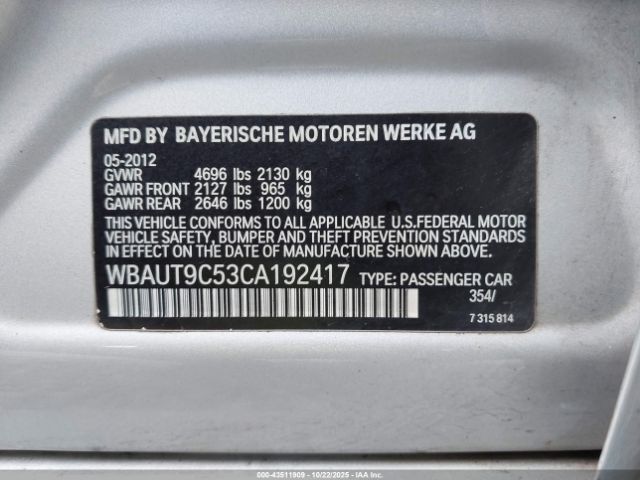 MFD BY BAYERISCHE MOTOREN WERKE AG
05-2012
GVWR 4696 lbs 2130 kg
GAWR FRONT 2127 lbs 965 kg
GAWR REAR 2646 lbs 1200 kg
THIS VEHICLE CONFORMS TO ALL APPLICABLE U.S.FEDERAL MOTOR
VEHICLE SAFETY, BUMPER AND THEFT PREVENTION STANDARDS
IN EFFECT ON THE DATE OF MANUFACTURE SHOWN ABOVE.
WBAUT9C53CA192417 TYPE: PASSENGER CAR
354/
7 315 814
000-43511909 - 10/22/2025 - COPYRIGHT IAA, LLC.